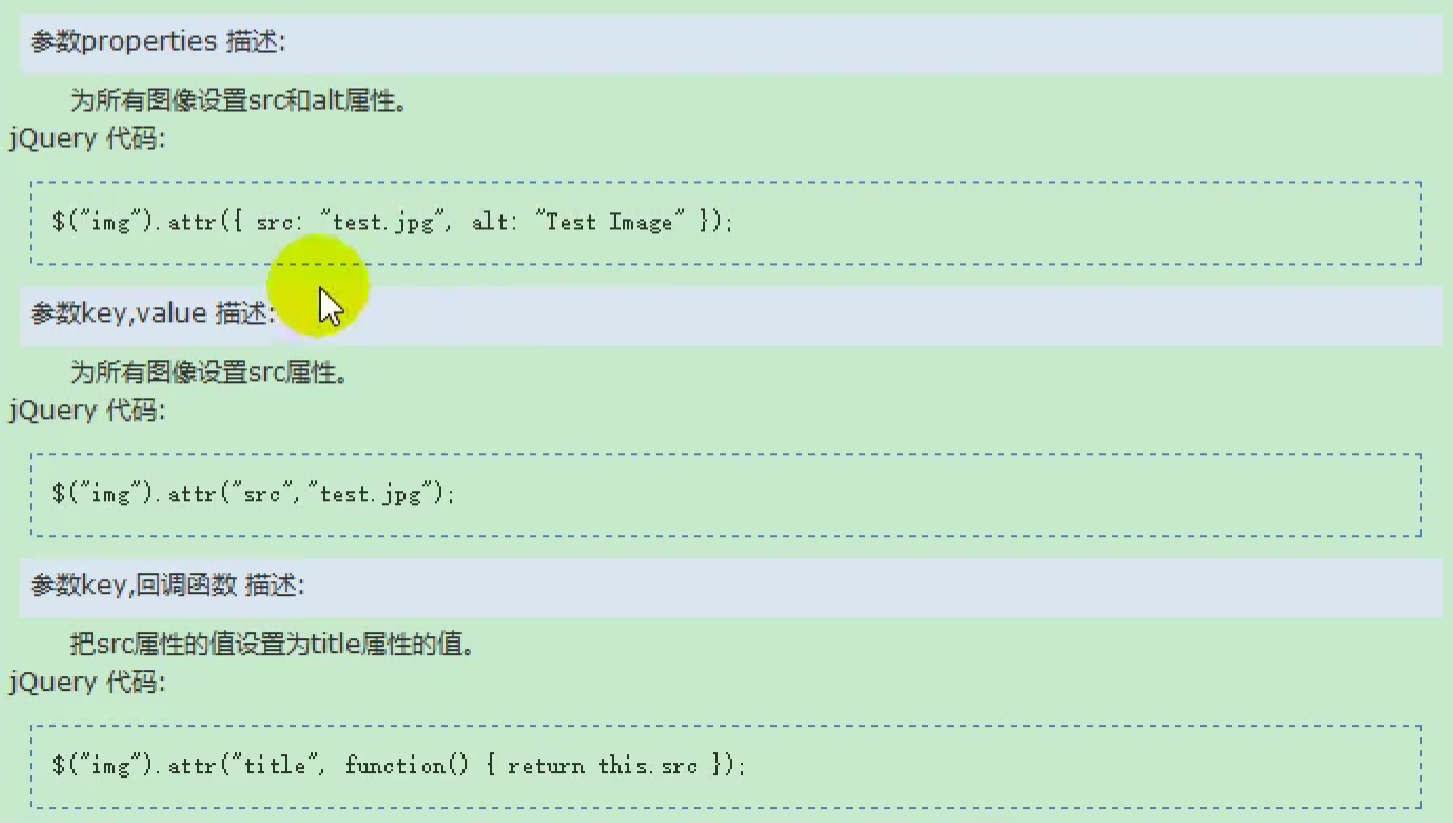 参数properties 描述:
为所有图像设置src和alt属性。
jQuery 代码:
$("img").attr({ src: "test.jpg", alt: "Test Image" });
参数key,value 描述:
为所有图像设置src属性。
jQuery 代码:
$("img").attr("src","test.jpg");
参数key,回调函数 描述:
把src属性的值设置为title属性的值。
jQuery 代码:
$("img").attr("title", function() { return this.src });